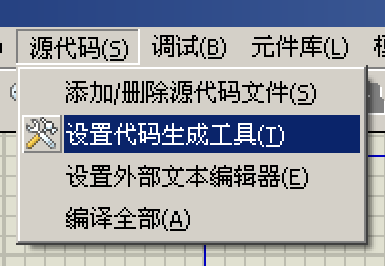 源代码(S) 调试(B) 元件库(L)
添加/删除源代码文件(S)
设置代码生成工具(T)
设置外部文本编辑器(E)
编译全部(A)